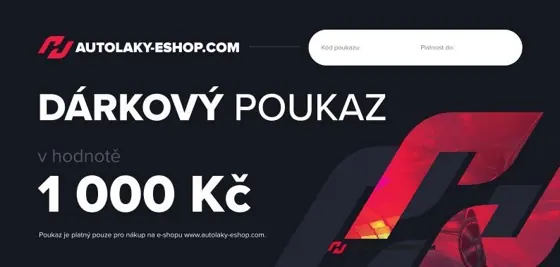 AUTOLAKY-ESHOP.COM
Kód poukazu:
Platnost do:
DÁRKOVÝ POUKAZ
v hodnotě
1 000 Kč
Poukaz je platný pouze pro nákup na e-shopu www.autolaky-eshop.com.